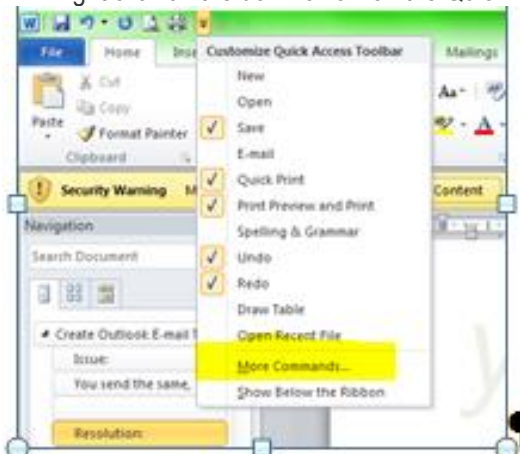 File Home Inse Customize Quick Access Toolbar Mailings
New
Open
Save
E-mail
Quick Print
Print Preview and Print
Spelling & Grammar
Undo
Redo
Draw Table
Open Recent File
More Commands...
Show Below the Ribbon
Cut
Copy
Paste
Format Painter
Clipboard
Aa
A
Security Warning M Content
Navigation
Search Document
Create Outlook E-mail T
Issue:
You send the same,
Resolution:
y